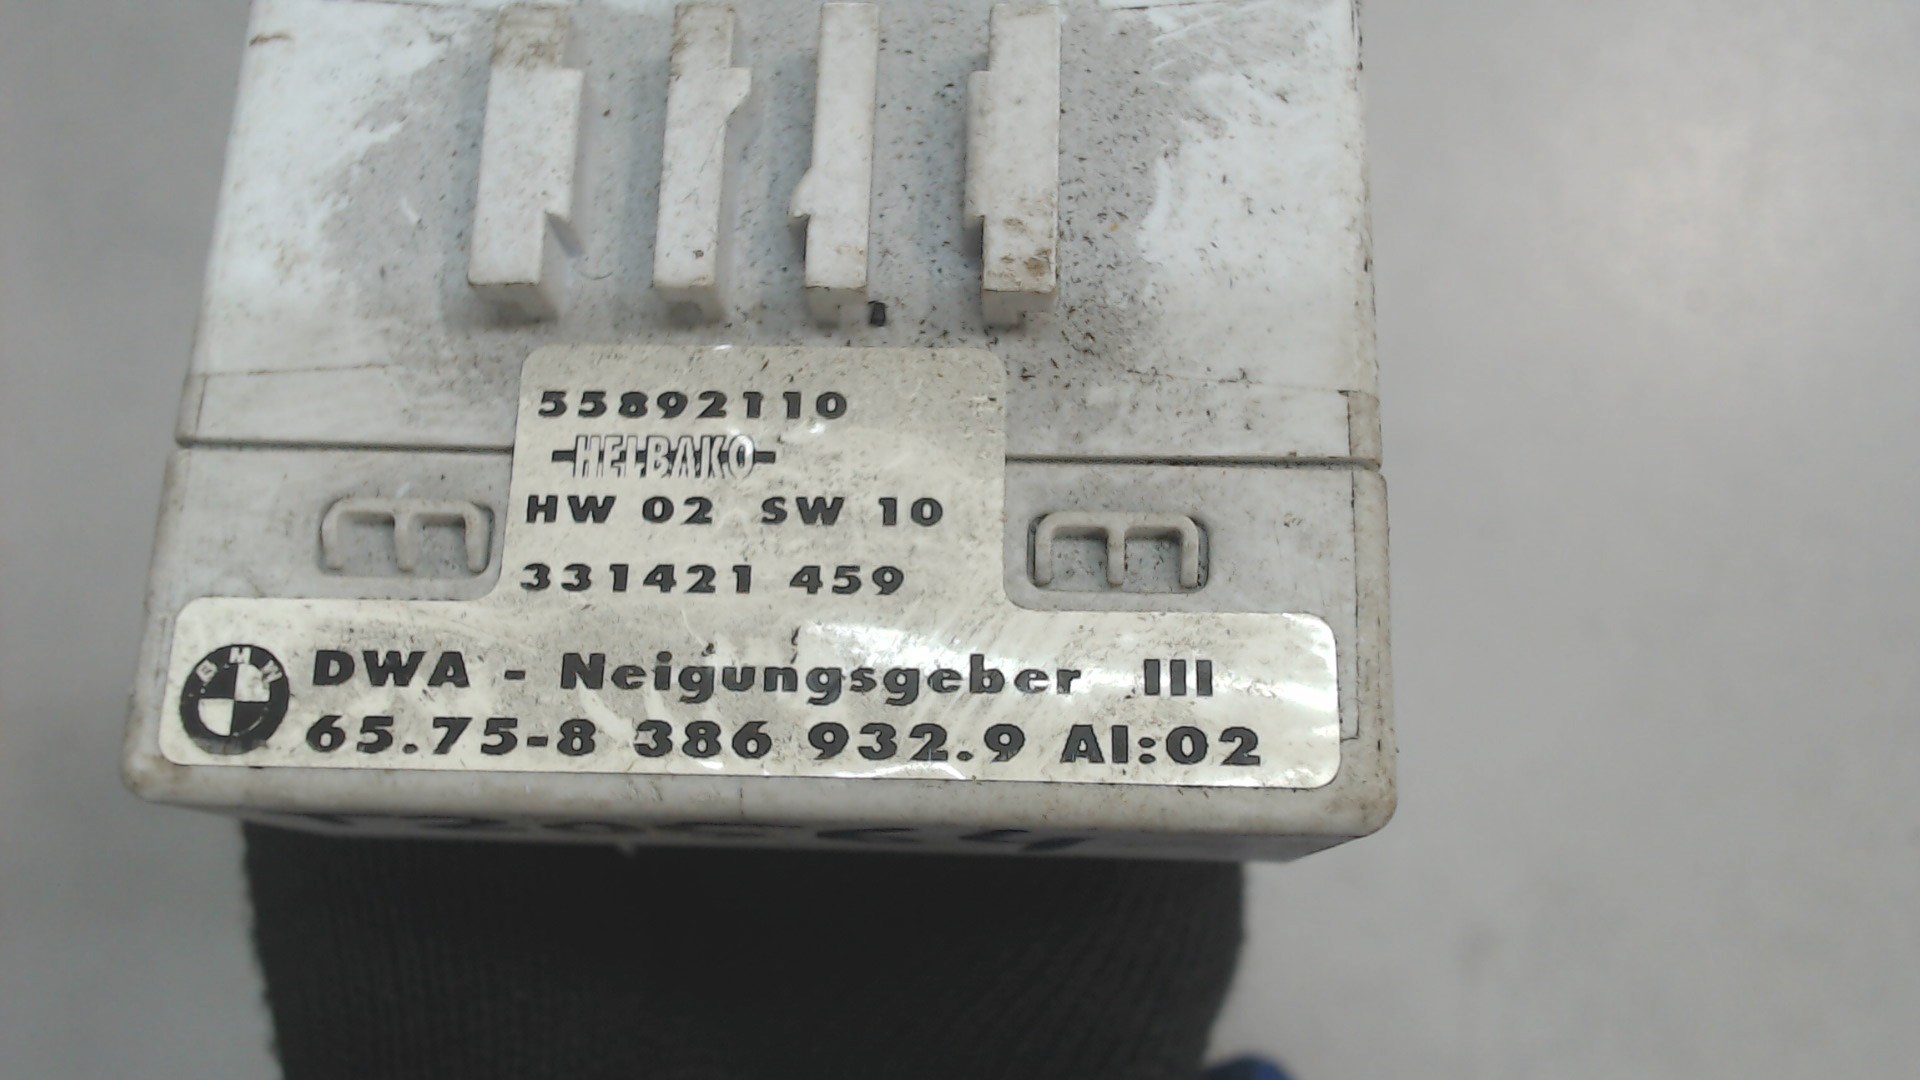 55892110
HELBAKO
HW 02 SW 10
331421 459
BMW
DWA - Neigungsgeber III
65.75-8 386 932.9 AI:02